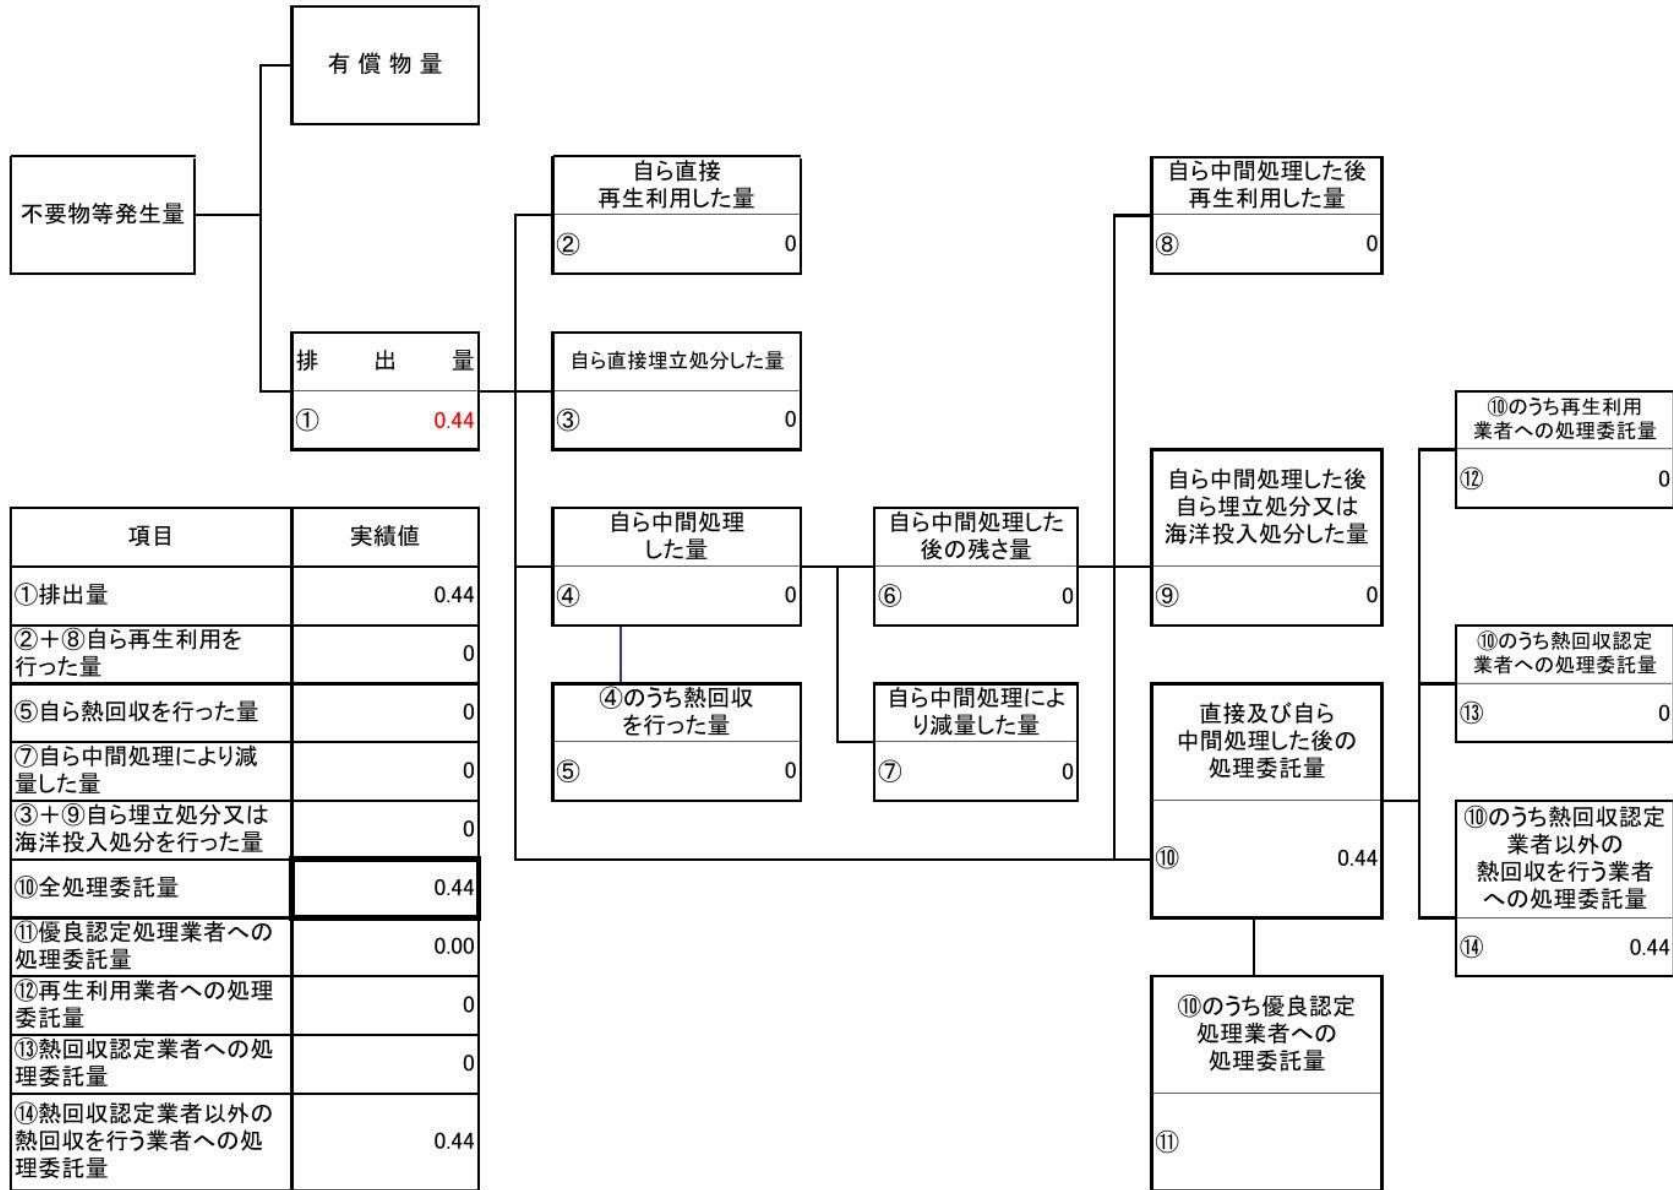 有償物量
不要物等発生量
自ら直接
再生利用した量
② 0
自ら中間処理した後
再生利用した量
⑧ 0
排出量
① 0.44
自ら直接埋立処分した量
③ 0
⑩のうち再生利用
業者への処理委託量
⑫ 0
自ら中間処理した後
自ら埋立処分又は
海洋投入処分した量
⑨ 0
自ら中間処理
した量
④ 0
自ら中間処理した
後の残さ量
⑥ 0
⑩のうち熱回収認定
業者への処理委託量
⑬ 0
④のうち熱回収
を行った量
⑤ 0
自ら中間処理によ
り減量した量
⑦ 0
直接及び自ら
中間処理した後の
処理委託量
⑩ 0.44
⑩のうち熱回収認定
業者以外の
熱回収を行う業者
への処理委託量
⑭ 0.44
⑩のうち優良認定
処理業者への
処理委託量
⑪
項目 実績値
①排出量 0.44
②＋⑧自ら再生利用を
行った量 0
⑤自ら熱回収を行った量 0
⑦自ら中間処理により減
量した量 0
③＋⑨自ら埋立処分又は
海洋投入処分を行った量 0
⑩全処理委託量 0.44
⑪優良認定処理業者への
処理委託量 0.00
⑫再生利用業者への処理
委託量 0
⑬熱回収認定業者への処
理委託量 0
⑭熱回収認定業者以外の
熱回収を行う業者への処
理委託量 0.44